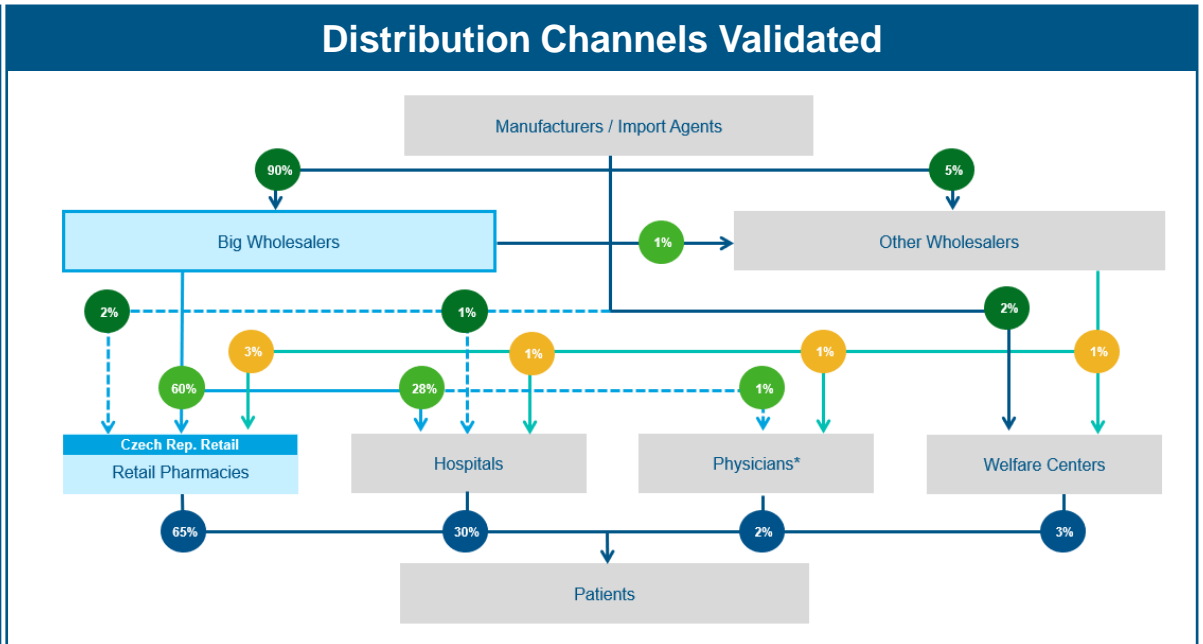 Distribution Channels Validated
Manufacturers / Import Agents
90%
5%
Big Wholesalers
1%
Other Wholesalers
2%
1%
2%
3%
1%
1%
1%
60%
28%
1%
Czech Rep. Retail
Retail Pharmacies
Hospitals
Physicians*
Welfare Centers
65%
30%
2%
3%
Patients